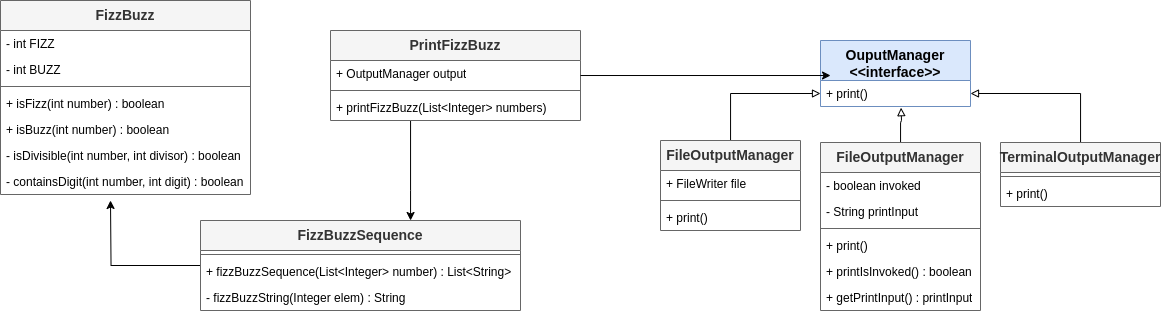 FizzBuzz
- int FIZZ
- int BUZZ
+ isFizz(int number) : boolean
+ isBuzz(int number) : boolean
- isDivisible(int number, int divisor) : boolean
- containsDigit(int number, int digit) : boolean
PrintFizzBuzz
+ OutputManager output
+ printFizzBuzz(List<Integer> numbers)
FizzBuzzSequence
+ fizzBuzzSequence(List<Integer> number) : List<String>
- fizzBuzzString(Integer elem) : String
OuputManager
<<interface>>
+ print()
FileOutputManager
+ FileWriter file
+ print()
FileOutputManager
- boolean invoked
- String printInput
+ print()
+ printIsInvoked() : boolean
+ getPrintInput() : printInput
TerminalOutputManager
+ print()